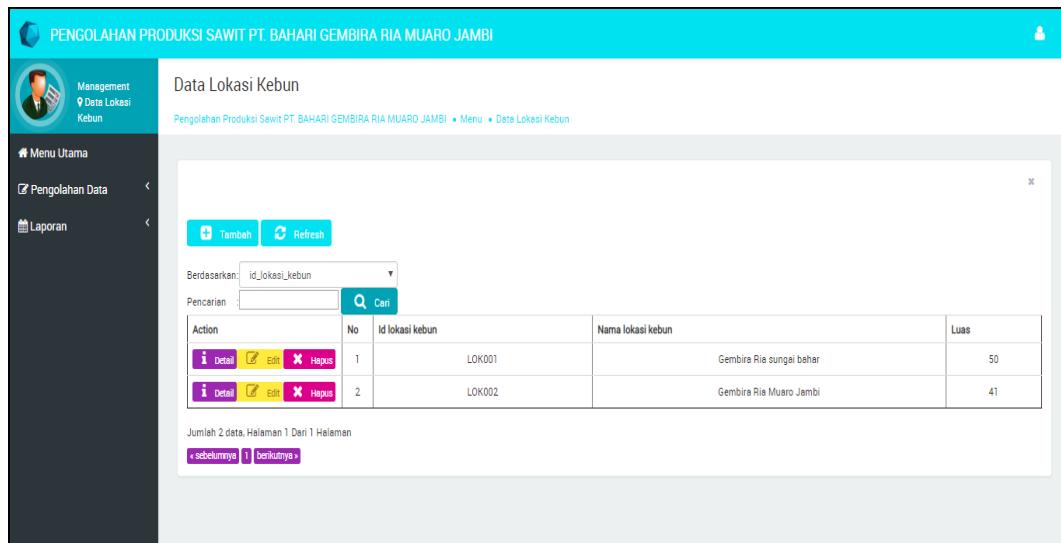 PENGOLAHAN PRODUKSI SAWIT PT. BAHARI GEMBIRA RIA MUARO JAMBI
Management
Data Lokasi
Kebun
Menu Utama
Pengolahan Data
Laporan
Data Lokasi Kebun
Pengolahan Produksi Sawit PT. BAHARI GEMBIRA RIA MUARO JAMBI • Menu • Data Lokasi Kebun
Tambah Refresh
Berdasarkan: id_lokasi_kebun
Pencarian : Cari
Action No Id lokasi kebun Nama lokasi kebun Luas
Detail Edit Hapus 1 LOK001 Gembira Ria sungai bahar 50
Detail Edit Hapus 2 LOK002 Gembira Ria Muaro Jambi 41
Jumlah 2 data, Halaman 1 Dari 1 Halaman
« sebelumnya 1 berikutnya »